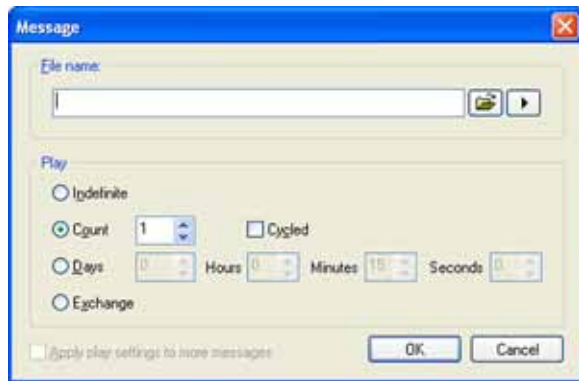 Message
File name:
Play
Indefinite
Count 1 Cycled
Days 0 Hours 0 Minutes 15 Seconds 0
Exchange
Apply play settings to more messages
OK Cancel